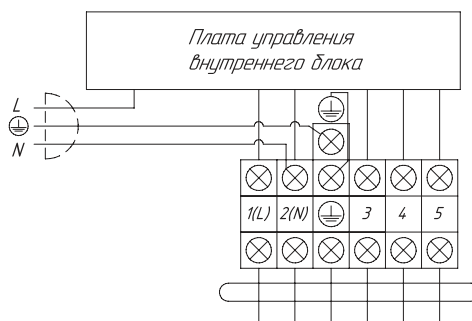 Плата управления
внутреннего блока
L
N
1(L) 2(N) 3 4 5